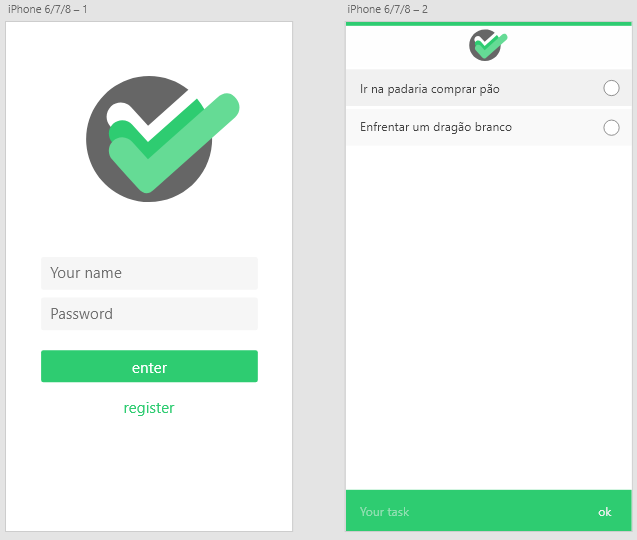 iPhone 6/7/8 – 1
Your name
Password
enter
register
iPhone 6/7/8 – 2
Ir na padaria comprar pão
Enfrentar um dragão branco
Your task
ok